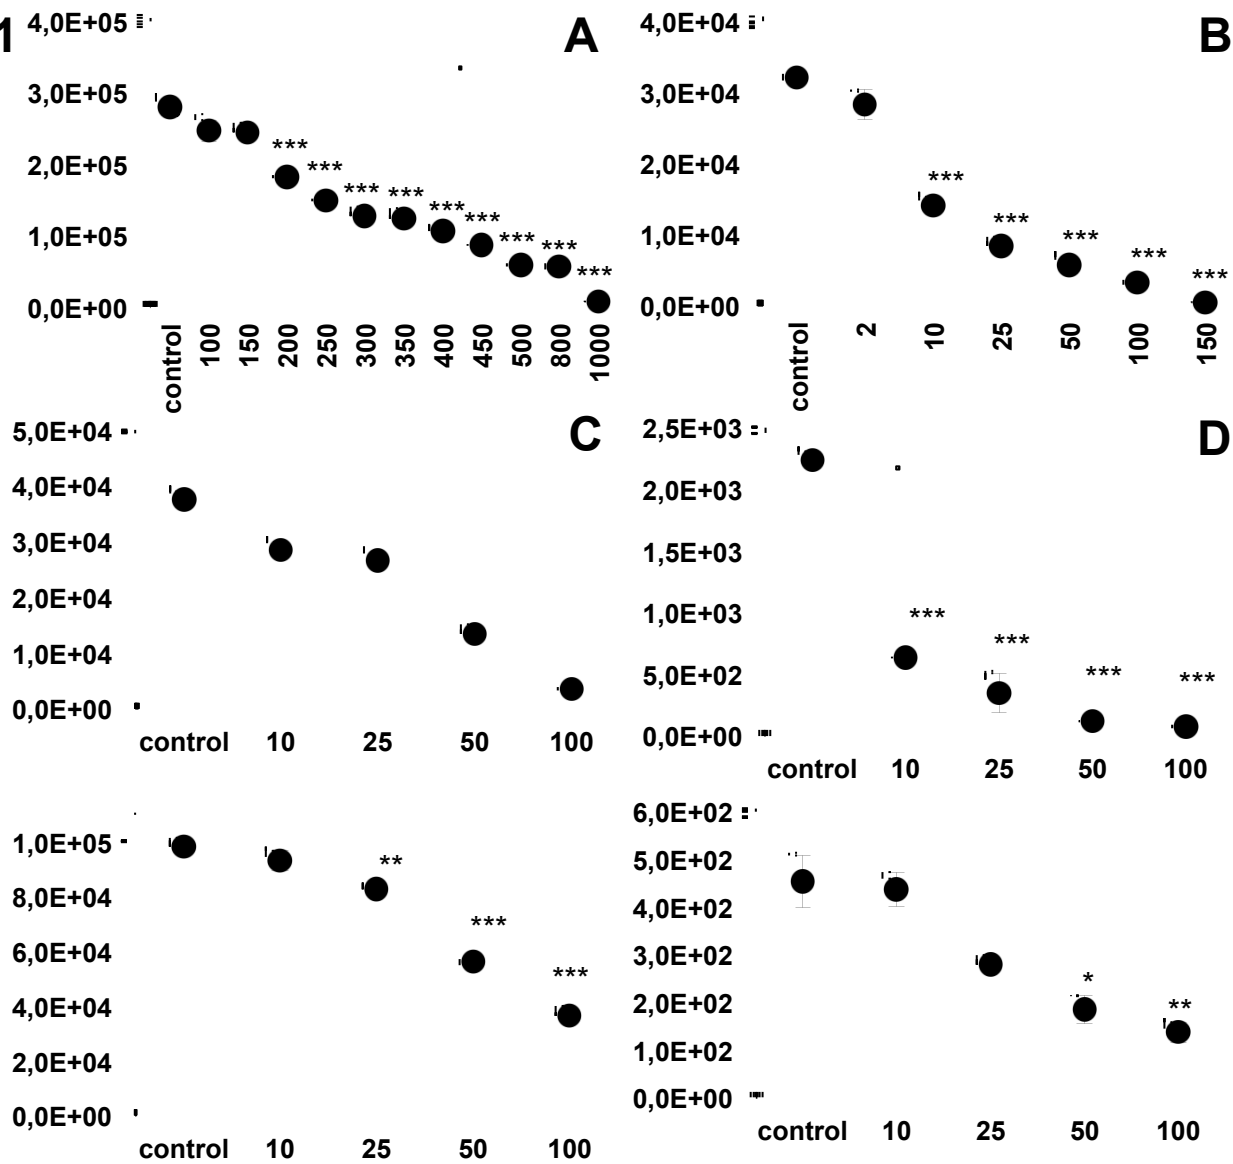 1
A
4,0E+05
3,0E+05
2,0E+05
1,0E+05
0,0E+00
***
***
***
***
***
***
***
***
***
control
100
150
200
250
300
350
400
450
500
800
1000
B
4,0E+04
3,0E+04
2,0E+04
1,0E+04
0,0E+00
***
***
***
***
***
control
2
10
25
50
100
150
C
5,0E+04
4,0E+04
3,0E+04
2,0E+04
1,0E+04
0,0E+00
control 10 25 50 100
D
2,5E+03
2,0E+03
1,5E+03
1,0E+03
5,0E+02
0,0E+00
***
***
***
***
control 10 25 50 100
1,0E+05
8,0E+04
6,0E+04
4,0E+04
2,0E+04
0,0E+00
**
***
***
control 10 25 50 100
6,0E+02
5,0E+02
4,0E+02
3,0E+02
2,0E+02
1,0E+02
0,0E+00
*
**
control 10 25 50 100